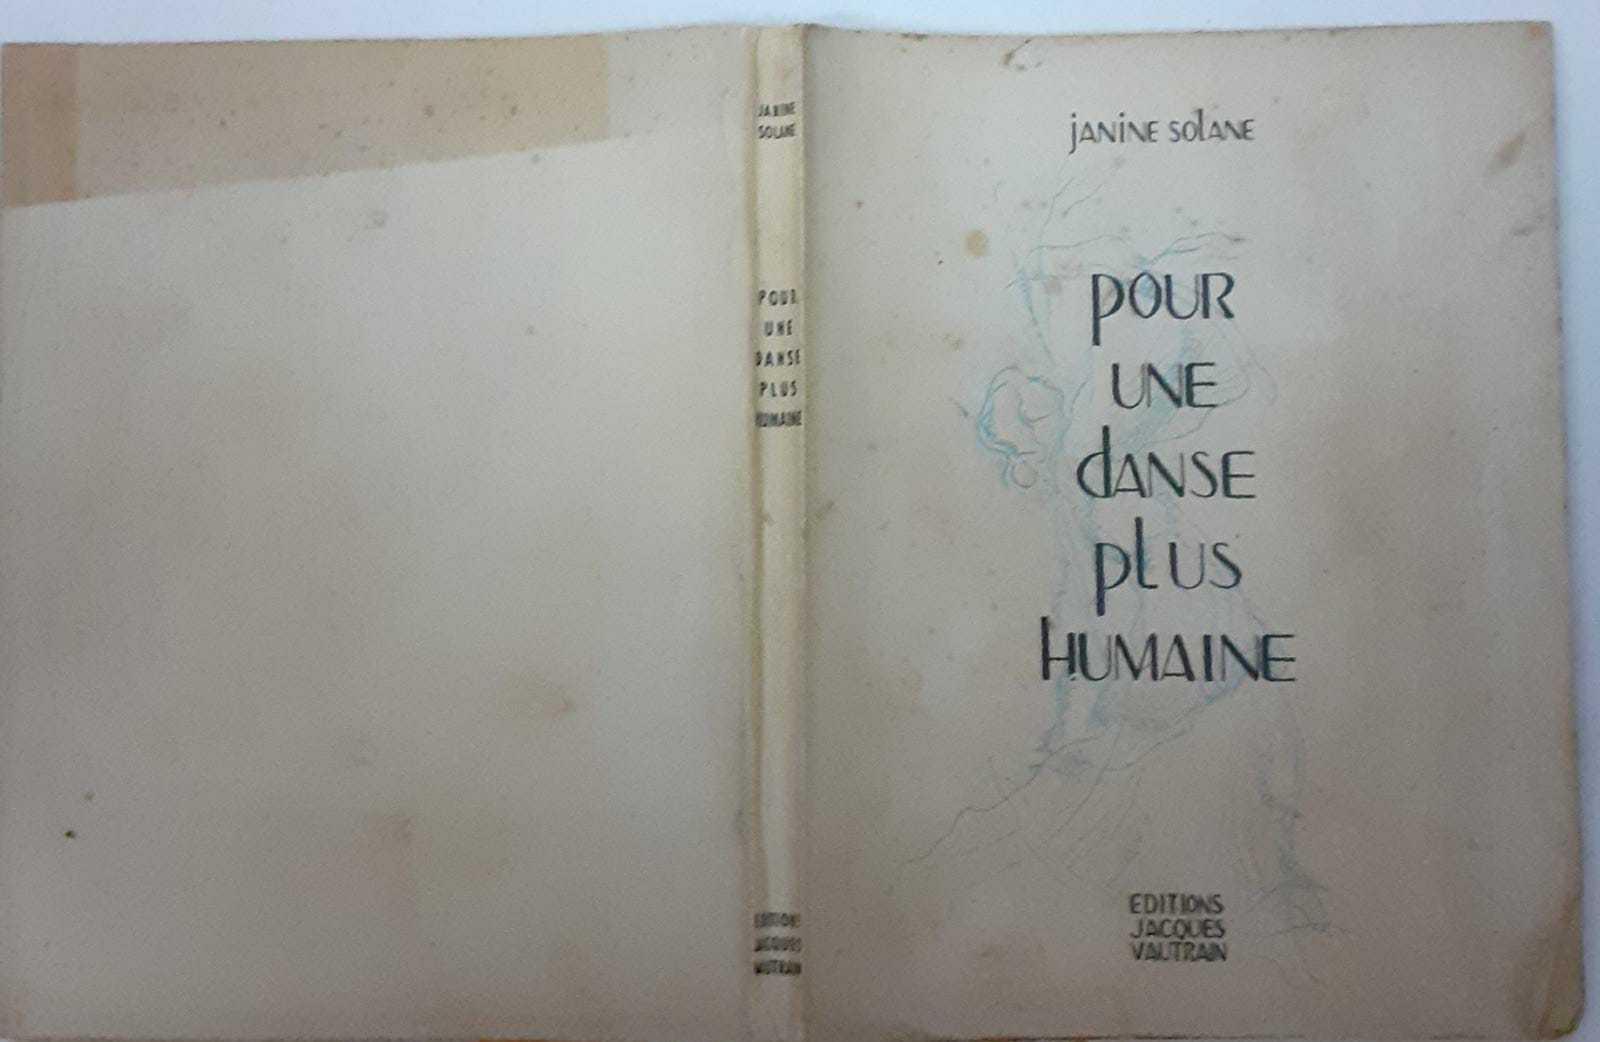 JANINE
SOLANE
POUR
UNE
DANSE
PLUS
HUMAINE
EDITIONS
JACQUES
VAUTRAIN
jANiNE solANE
pOUR
UNE
dANSE
plUS
HUMAINE
EDITIONS
JACQUES
VAUTRAIN